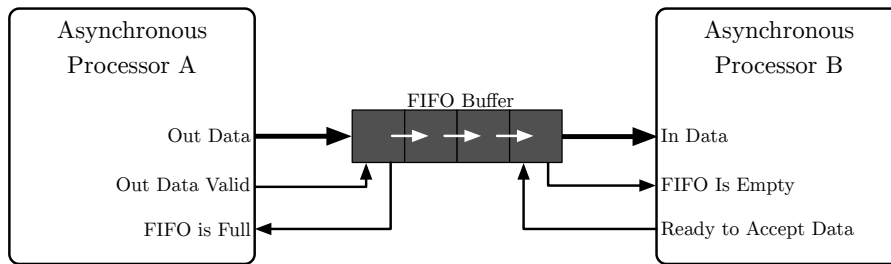 Asynchronous
Processor A
Out Data
Out Data Valid
FIFO is Full
FIFO Buffer
Asynchronous
Processor B
In Data
FIFO Is Empty
Ready to Accept Data